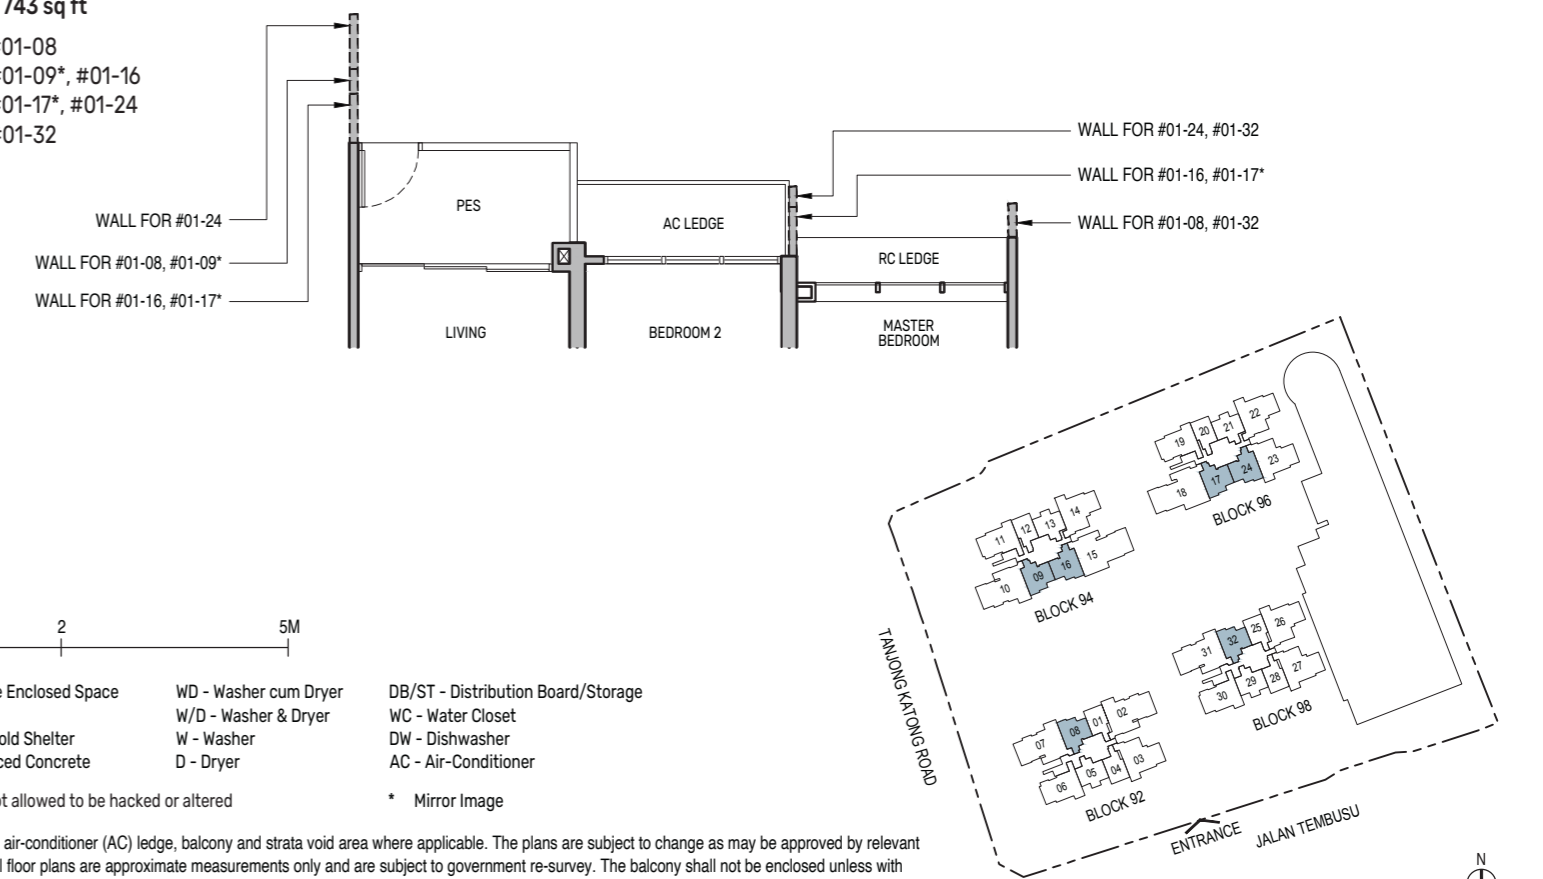 743 sq ft
#01-08
#01-09*, #01-16
#01-17*, #01-24
#01-32
WALL FOR #01-24
WALL FOR #01-08, #01-09*
WALL FOR #01-16, #01-17*
PES
AC LEDGE
RC LEDGE
LIVING
BEDROOM 2
MASTER
BEDROOM
WALL FOR #01-24, #01-32
WALL FOR #01-16, #01-17*
WALL FOR #01-08, #01-32
19
20
21
22
18
17
24
23
BLOCK 96
11
12
13
14
10
09
16
15
BLOCK 94
31
32
25
26
30
29
28
27
BLOCK 98
07
08
01
02
06
05
04
03
BLOCK 92
TANJONG KATONG ROAD
ENTRANCE
JALAN TEMBUSU
N
2
5M
Enclosed Space
WD - Washer cum Dryer
DB/ST - Distribution Board/Storage
W/D - Washer & Dryer
WC - Water Closet
old Shelter
W - Washer
DW - Dishwasher
ced Concrete
D - Dryer
AC - Air-Conditioner
t allowed to be hacked or altered
* Mirror Image
air-conditioner (AC) ledge, balcony and strata void area where applicable. The plans are subject to change as may be approved by relevant
l floor plans are approximate measurements only and are subject to government re-survey. The balcony shall not be enclosed unless with